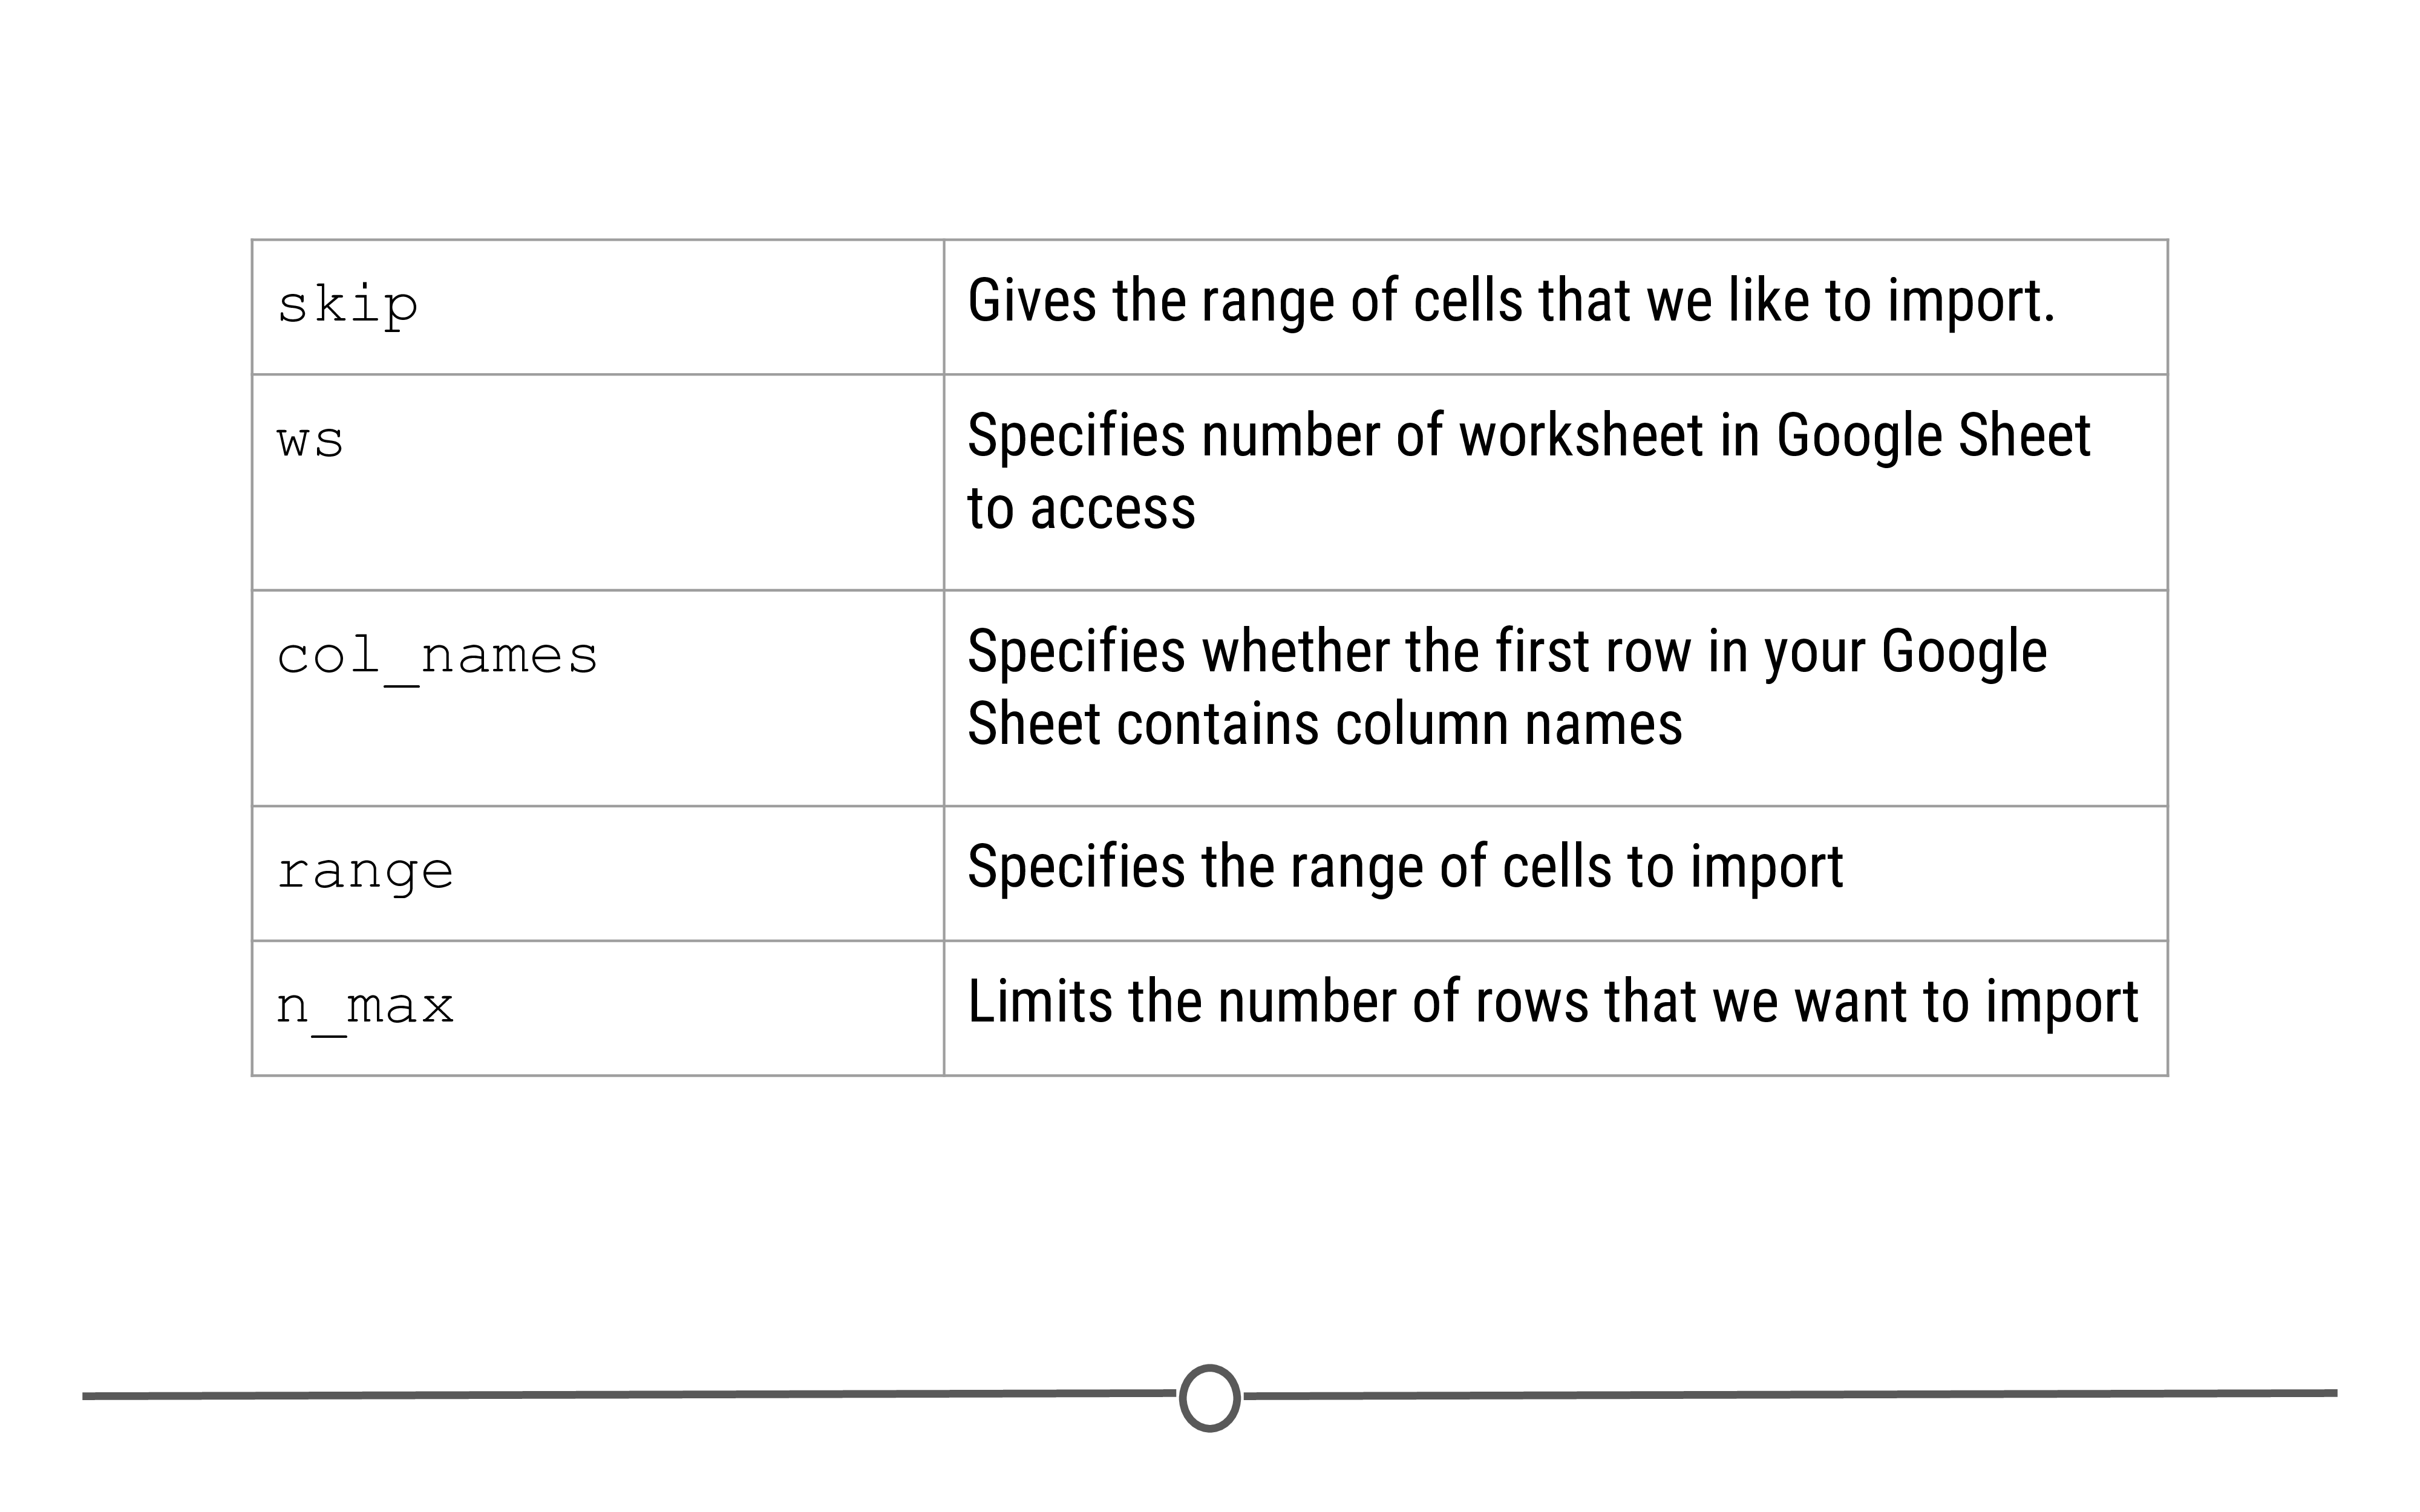 skip
Gives the range of cells that we like to import.
ws
Specifies number of worksheet in Google Sheet
to access
col_names
Specifies whether the first row in your Google
Sheet contains column names
range
Specifies the range of cells to import
n_max
Limits the number of rows that we want to import